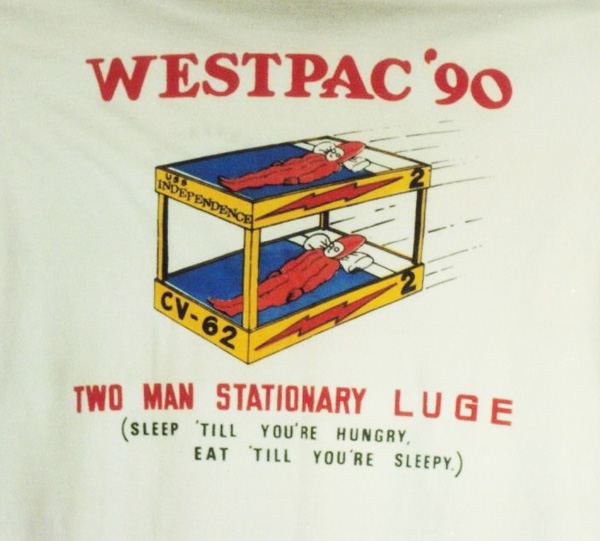 WESTPAC '90
USS
INDEPENDENCE
2
CV-62
2
TWO MAN STATIONARY LUGE
(SLEEP 'TILL YOU'RE HUNGRY,
EAT 'TILL YOU'RE SLEEPY.)